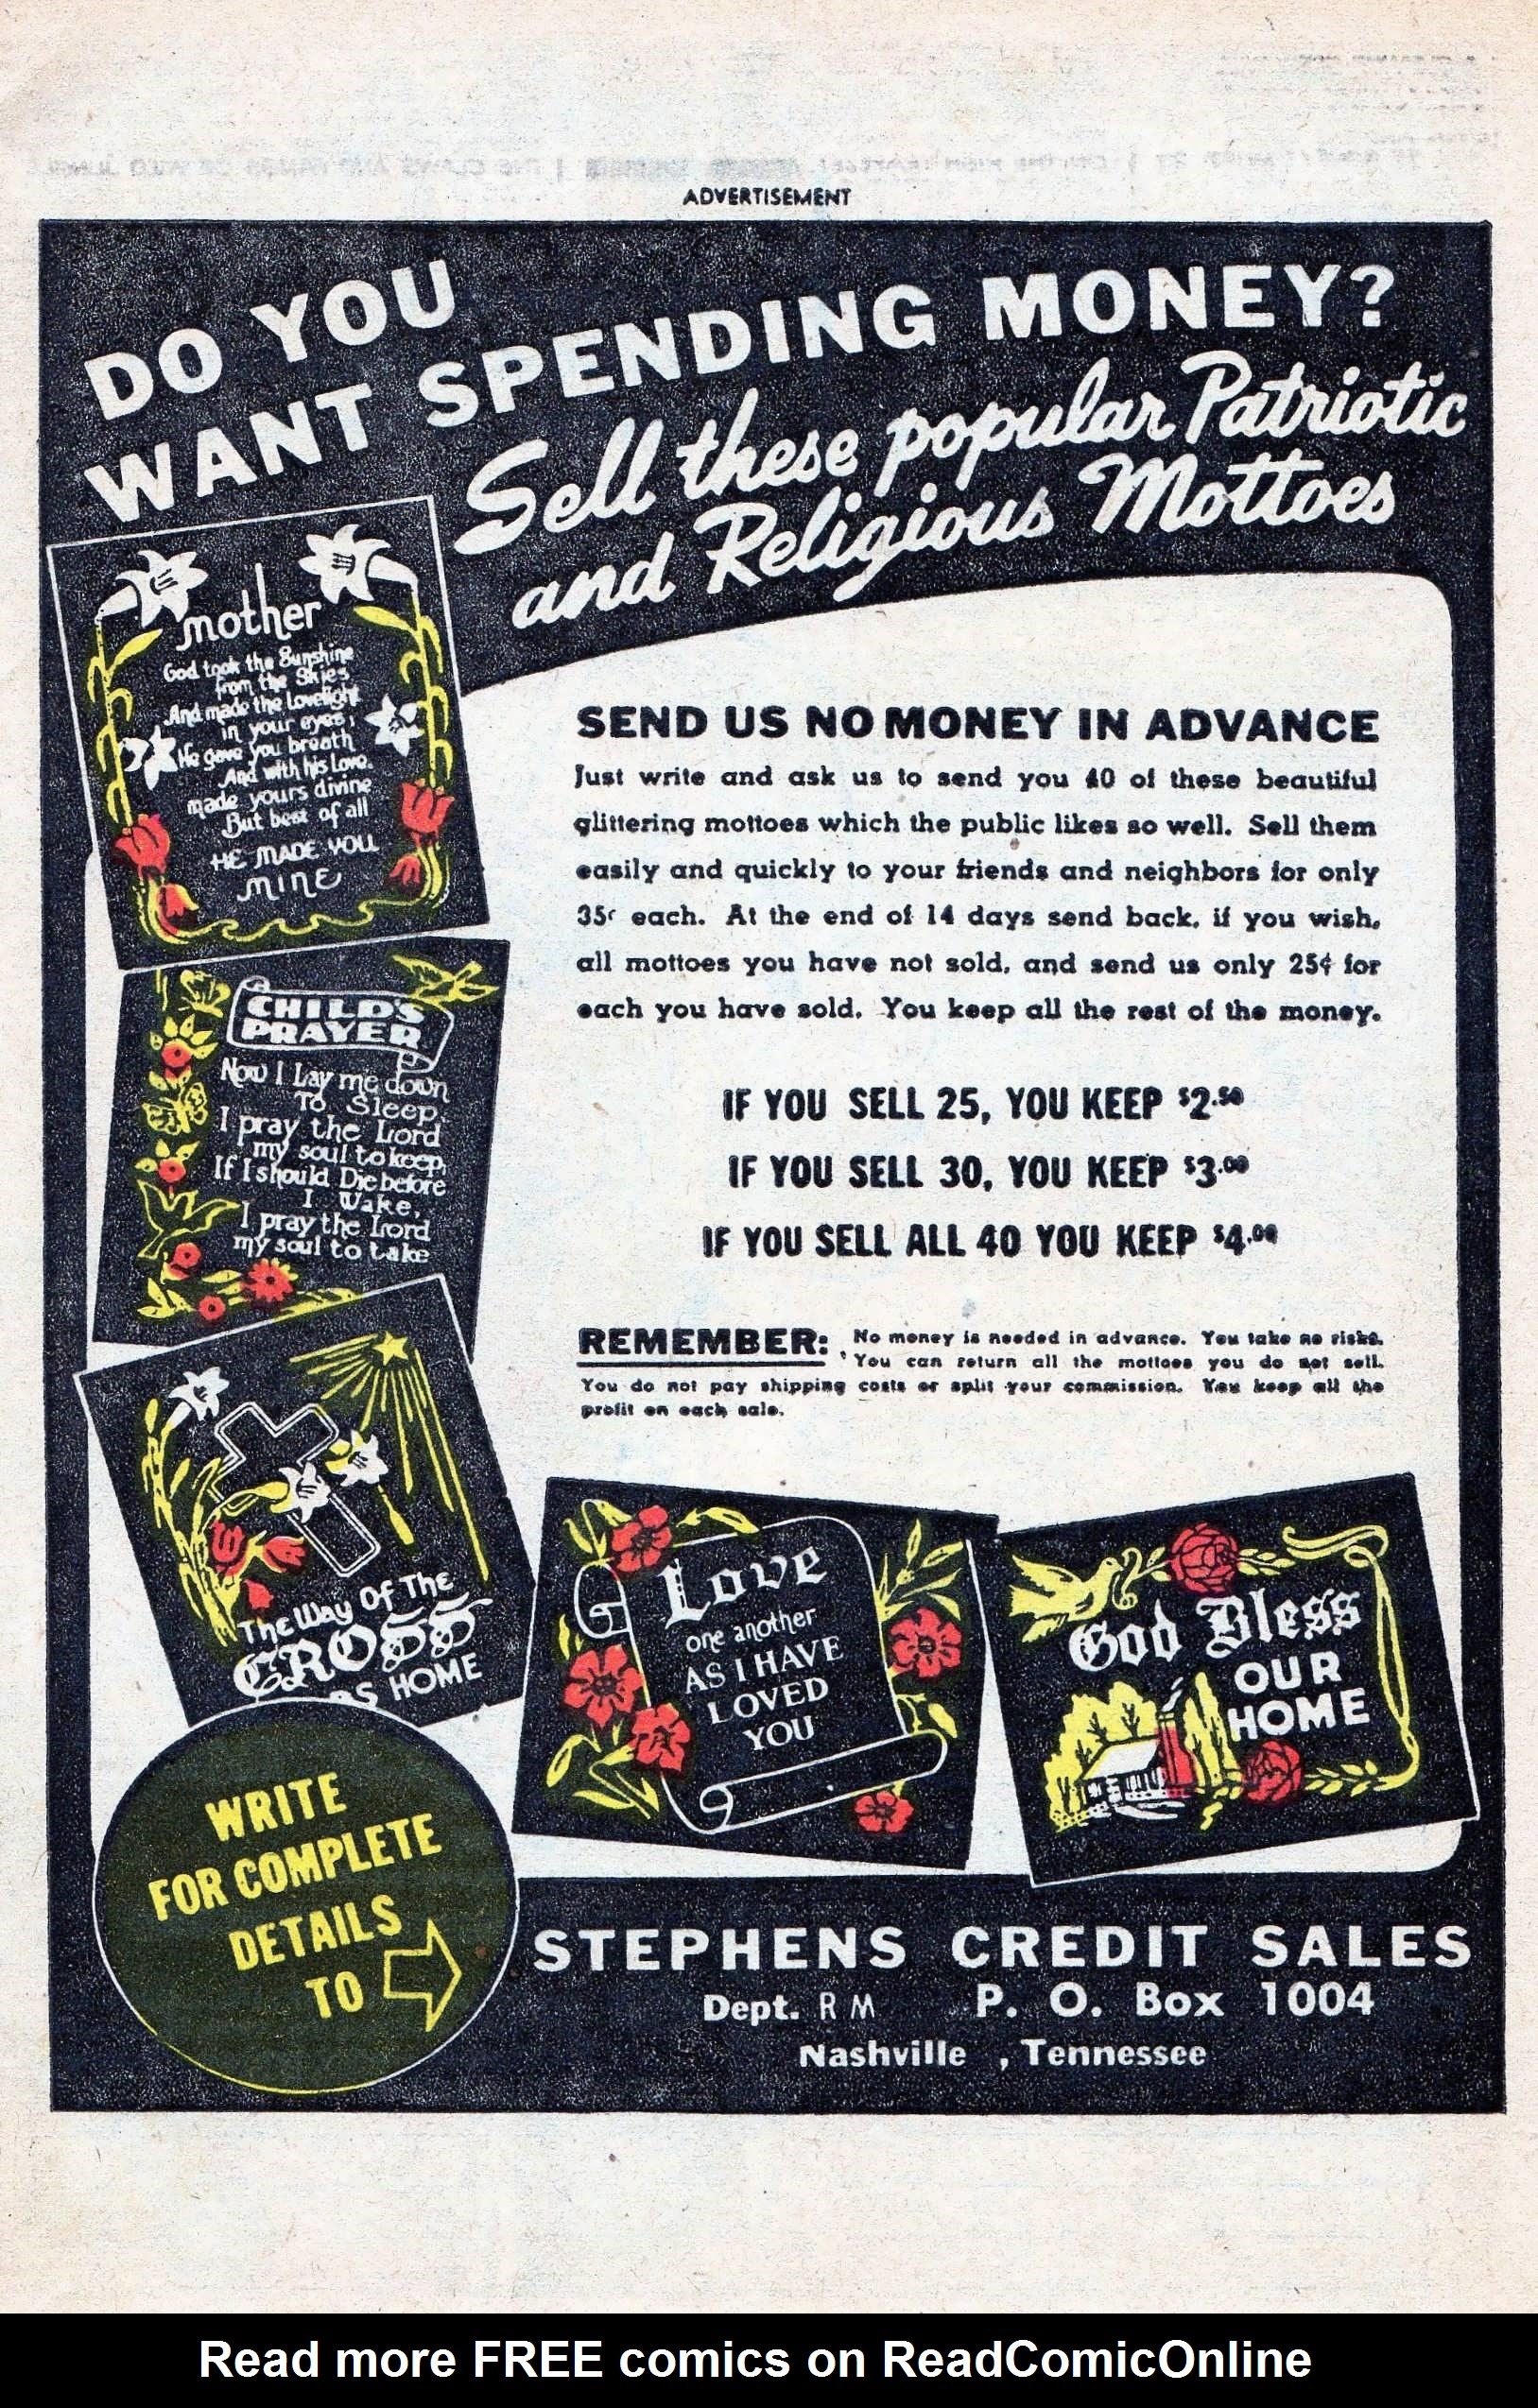 ADVERTISEMENT
DO YOU
WANT SPENDING MONEY?
Sell these popular Patriotic
and Religious Mottoes
mother
God took the Sunshine
from the Skies
And made the Lovelight
in your eyes,
He gave you breath
And with his Love
made yours divine
But best of all
HE MADE YOU
MINE
CHILD'S
PRAYER
Now I Lay me down
To Sleep,
I pray the Lord
my soul to keep,
If I should Die before
I Wake,
I pray the Lord
my soul to take
The Way Of The
CROSS
HOME
SEND US NO MONEY IN ADVANCE
Just write and ask us to send you 40 of these beautiful
glittering mottoes which the public likes so well. Sell them
easily and quickly to your friends and neighbors for only
35¢ each. At the end of 14 days send back, if you wish,
all mottoes you have not sold, and send us only 25¢ for
each you have sold. You keep all the rest of the money.
IF YOU SELL 25, YOU KEEP $2.50
IF YOU SELL 30, YOU KEEP $3.00
IF YOU SELL ALL 40 YOU KEEP $4.00
REMEMBER: No money is needed in advance. You take no risks.
You can return all the mottoes you do not sell.
You do not pay shipping costs or split your commission. You keep all the
profit on each sale.
Love
one another
AS I HAVE
LOVED
YOU
God Bless
OUR
HOME
WRITE
FOR COMPLETE
DETAILS
TO
STEPHENS CREDIT SALES
Dept. R M P. O. Box 1004
Nashville , Tennessee
Read more FREE comics on ReadComicOnline